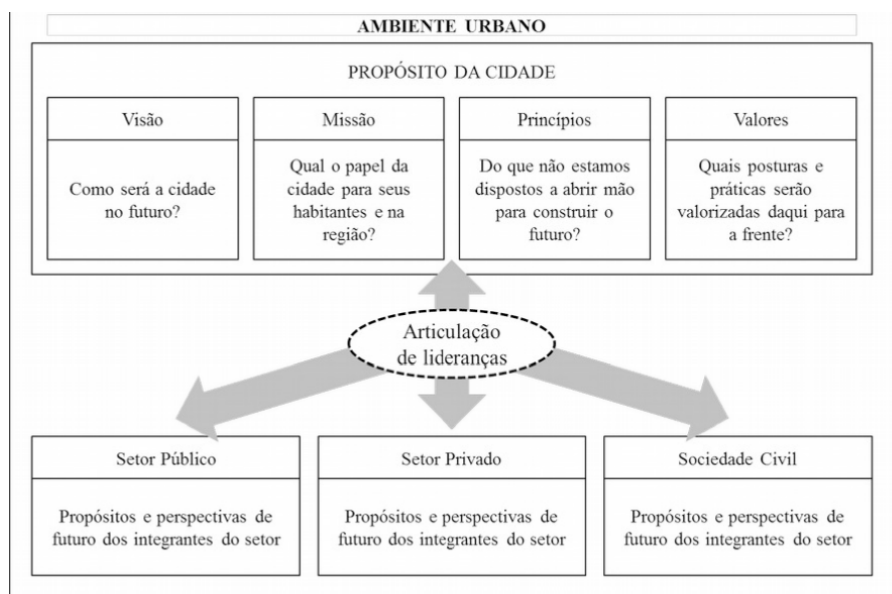 AMBIENTE URBANO
PROPÓSITO DA CIDADE
Visão
Como será a cidade
no futuro?
Missão
Qual o papel da
cidade para seus
habitantes e na
região?
Princípios
Do que não estamos
dispostos a abrir mão
para construir o
futuro?
Valores
Quais posturas e
práticas serão
valorizadas daqui para
a frente?
Articulação
de lideranças
Setor Público
Propósitos e perspectivas de
futuro dos integrantes do setor
Setor Privado
Propósitos e perspectivas de
futuro dos integrantes do setor
Sociedade Civil
Propósitos e perspectivas de
futuro dos integrantes do setor